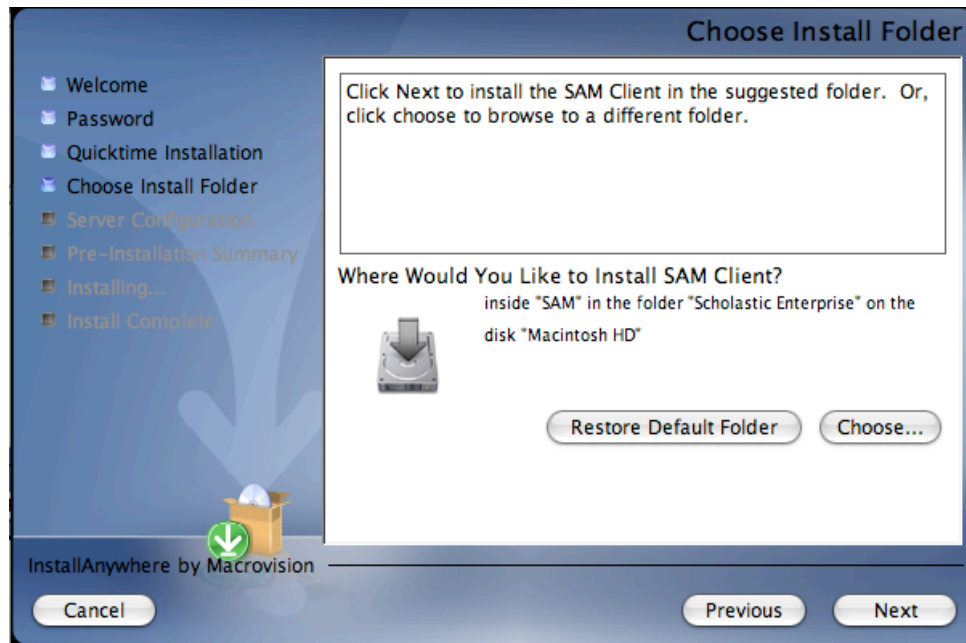 Choose Install Folder
Welcome
Password
Quicktime Installation
Choose Install Folder
Server Configuration
Pre-Installation Summary
Installing...
Install Complete
Click Next to install the SAM Client in the suggested folder.  Or,
click choose to browse to a different folder.
Where Would You Like to Install SAM Client?
inside "SAM" in the folder "Scholastic Enterprise" on the
disk "Macintosh HD"
Restore Default Folder
Choose...
InstallAnywhere by Macrovision
Cancel
Previous
Next